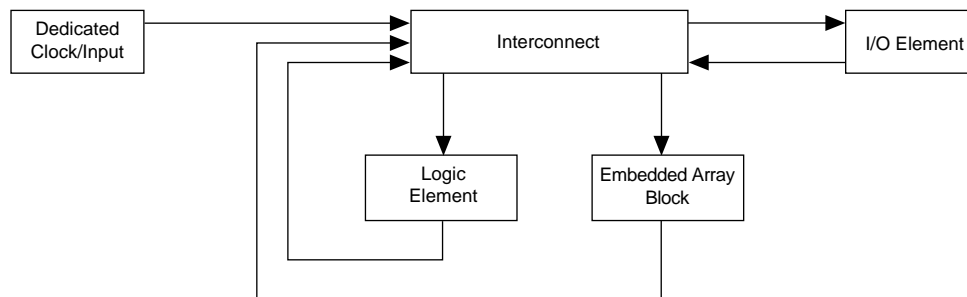 Dedicated
Clock/Input
Interconnect
I/O Element
Logic
Element
Embedded Array
Block